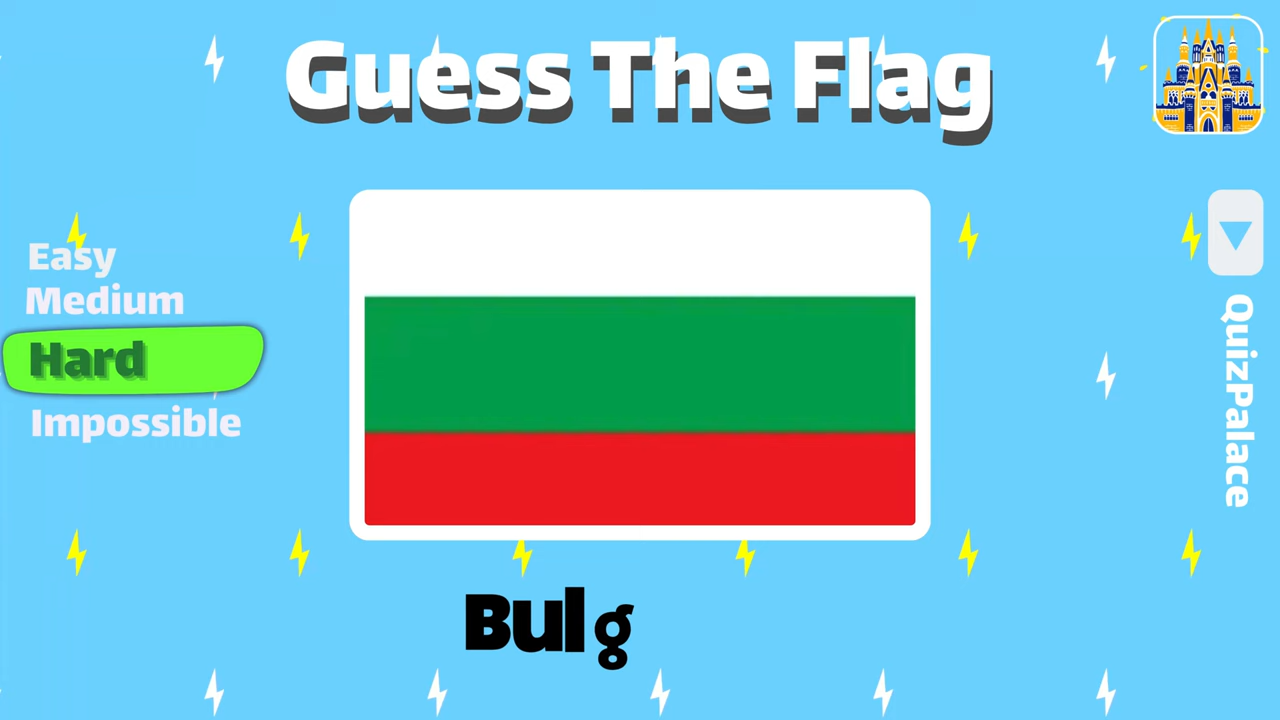 Guess The Flag
Easy
Medium
Hard
Impossible
QuizPalace
Bulg